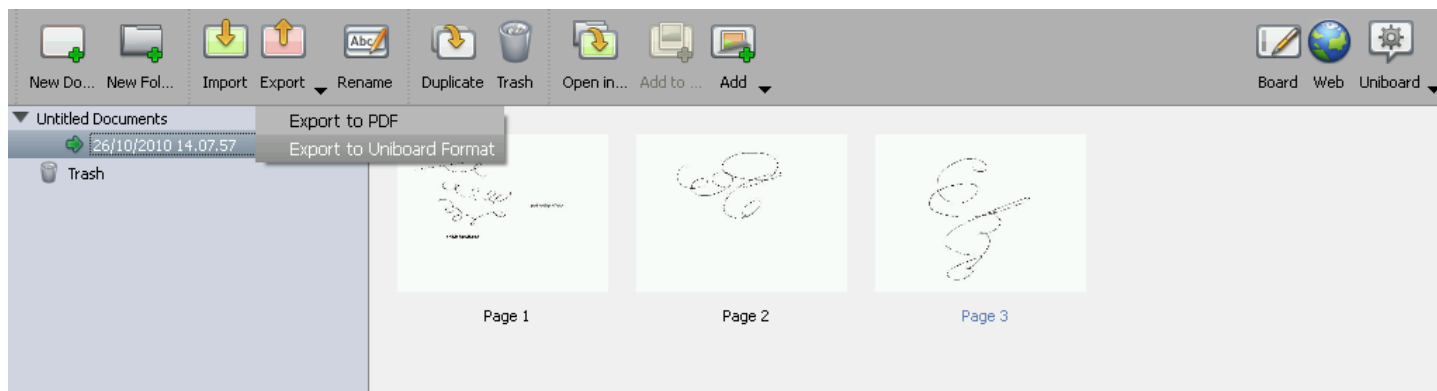 New Do... New Fol... Import Export Abc Rename Duplicate Trash Open in... Add to ... Add Board Web Uniboard
Untitled Documents
Export to PDF
26/10/2010 14.07.57
Export to Uniboard Format
Trash
Page 1 Page 2 Page 3